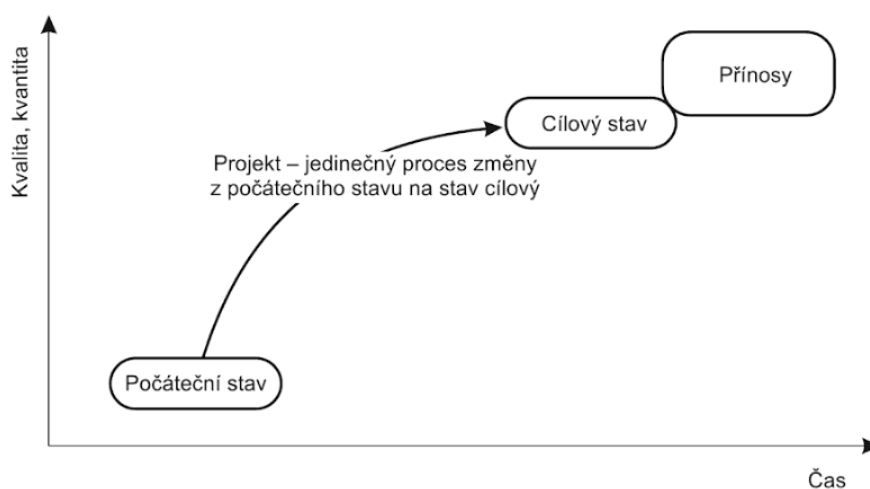 Kvalita, kvantita
Přínosy
Cílový stav
Projekt – jedinečný proces změny
z počátečního stavu na stav cílový
Počáteční stav
Čas